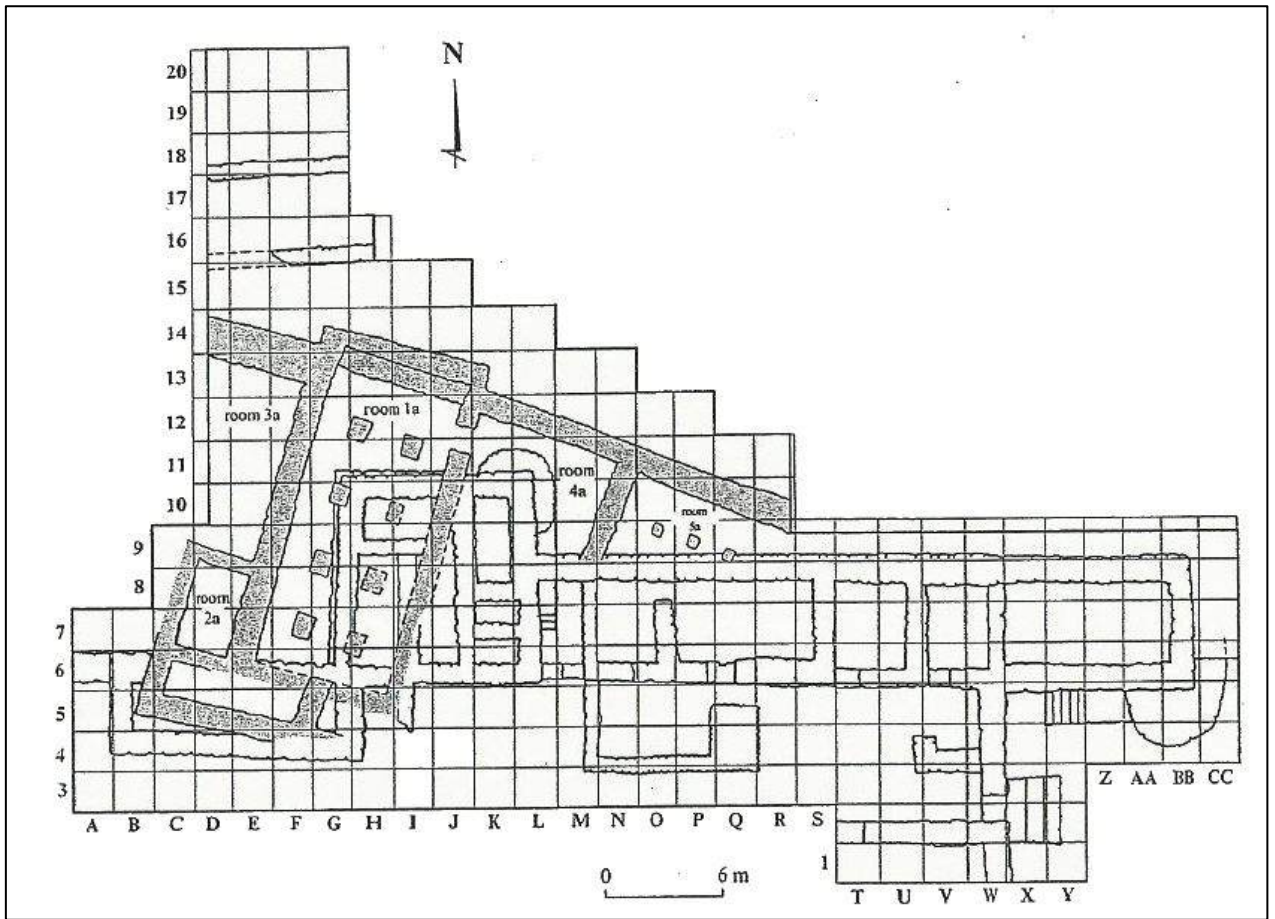 N
20
19
18
17
16
15
14
13
12
11
10
9
8
7
6
5
4
3
1
room 3a
room 1a
room
4a
room
5a
room
2a
A B C D E F G H I J K L M N O P Q R S
T U V W X Y
Z AA BB CC
0 6 m